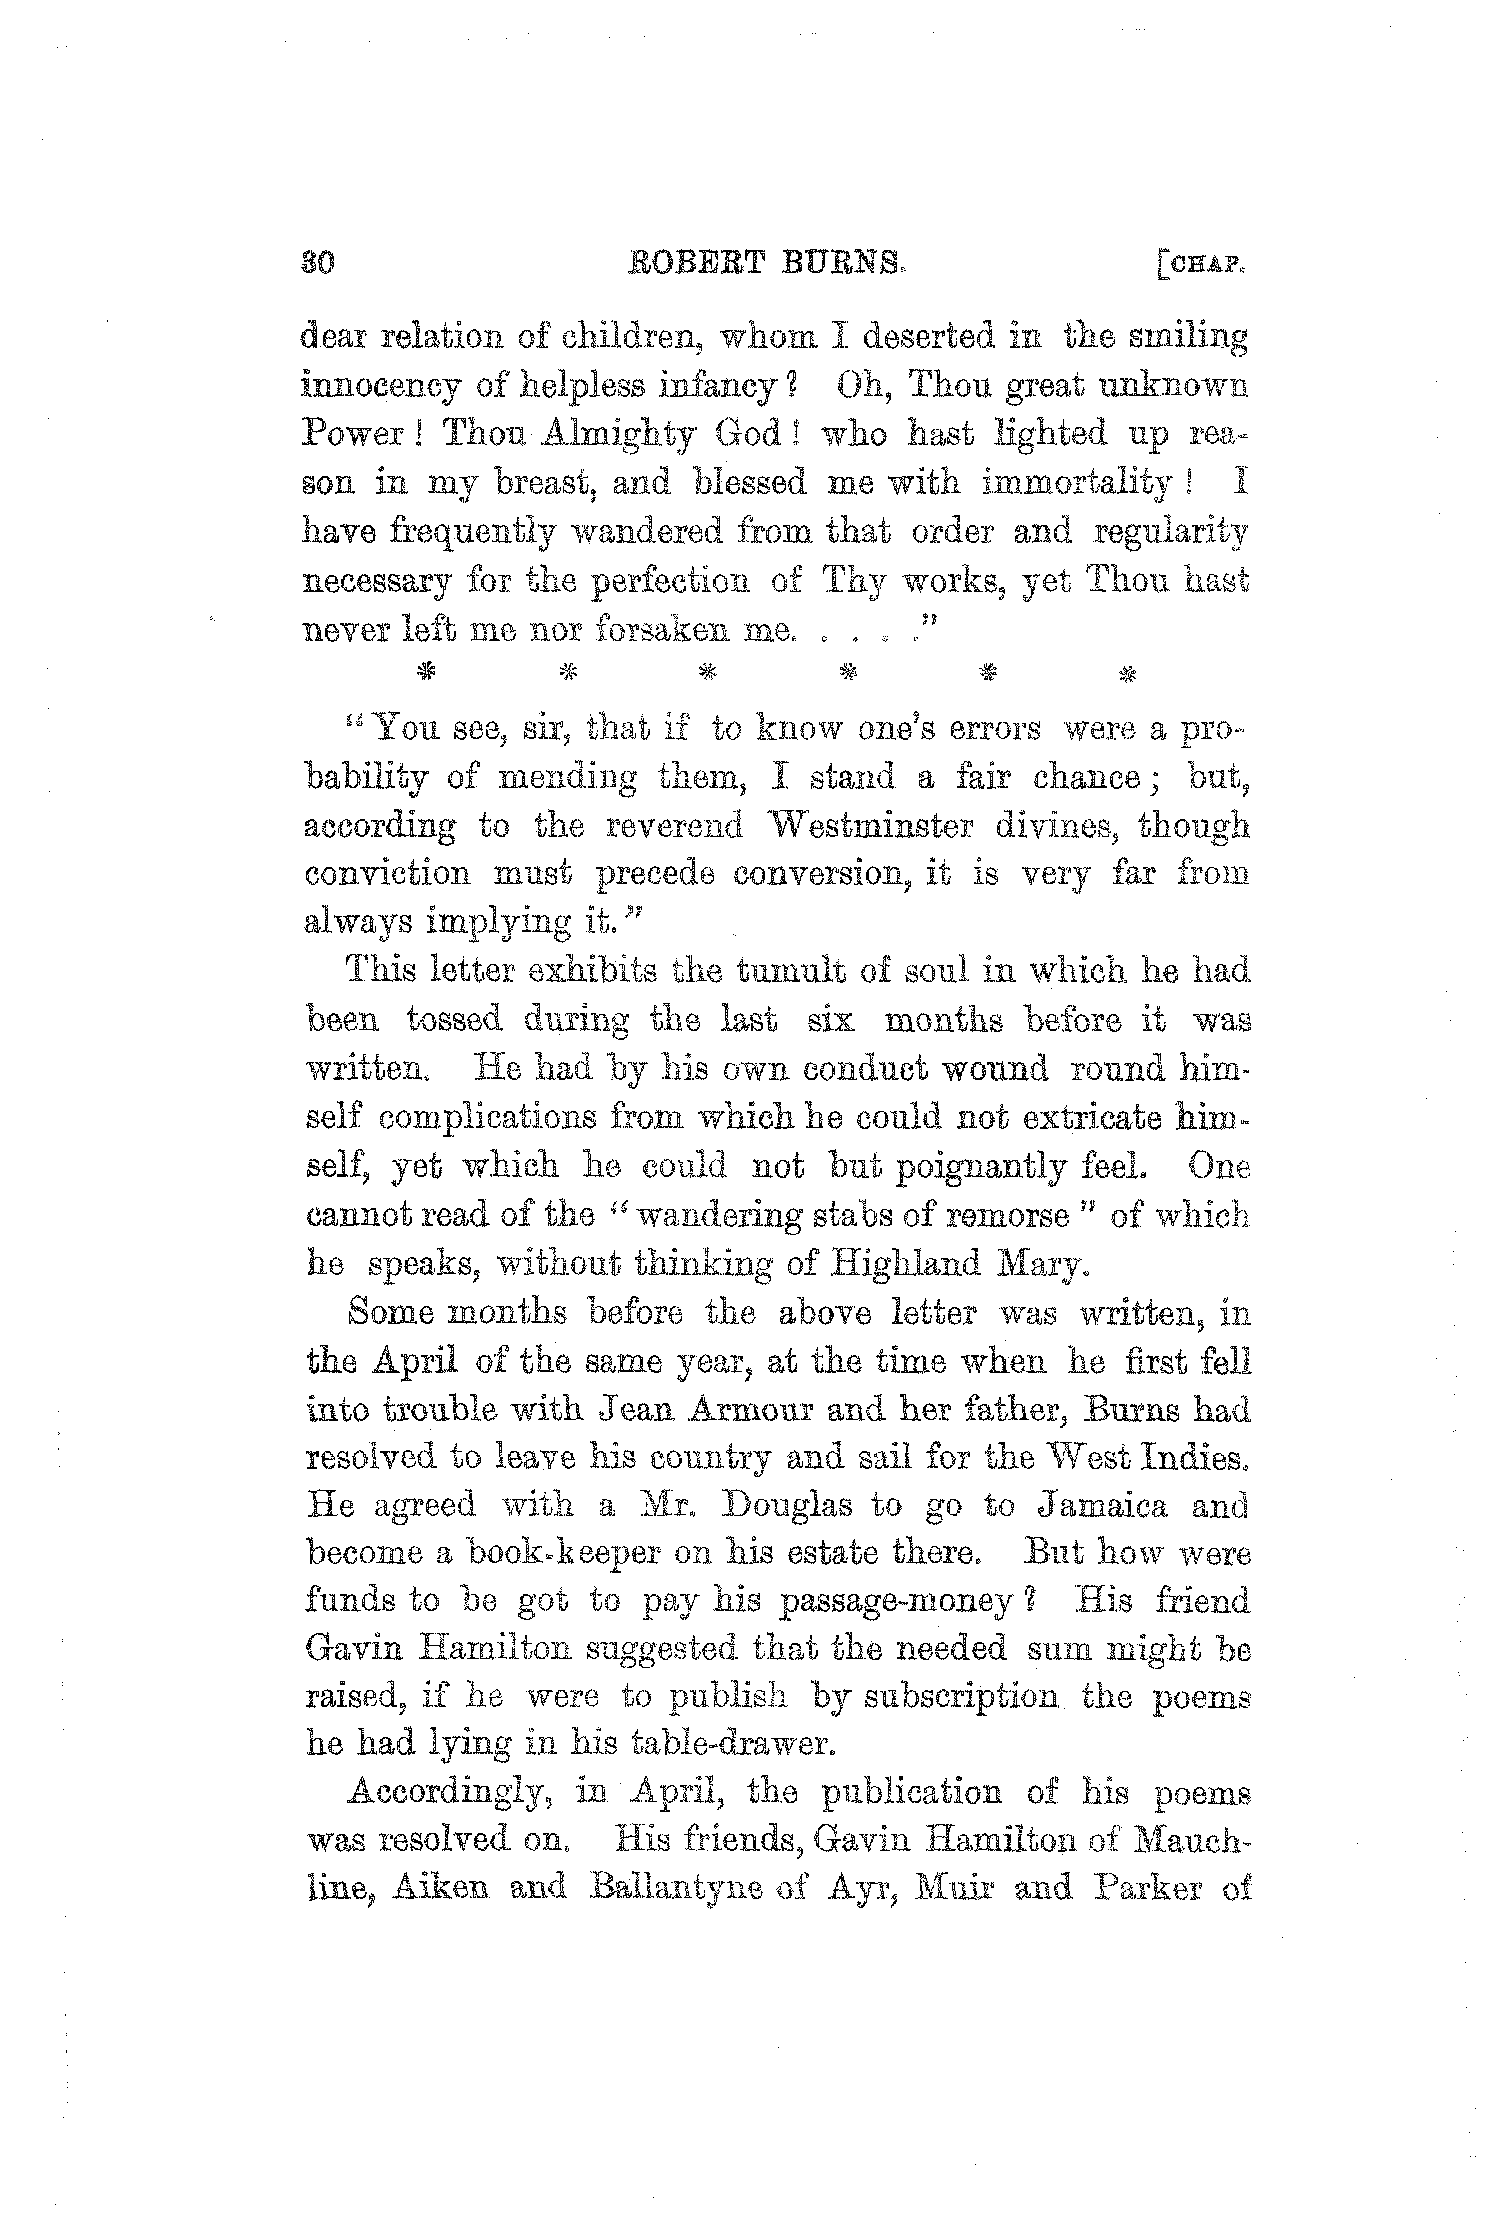 30 ROBERT BURNS. [CHAP.
dear relation of children, whom I deserted in the smiling
innocency of helpless infancy? Oh, Thou great unknown
Power! Thou Almighty God! who hast lighted up rea-
son in my breast, and blessed me with immortality! I
have frequently wandered from that order and regularity
necessary for the perfection of Thy works, yet Thou hast
never left me nor forsaken me. . . . ."
* * * * * *
"You see, sir, that if to know one's errors were a pro-
bability of mending them, I stand a fair chance; but,
according to the reverend Westminster divines, though
conviction must precede conversion, it is very far from
always implying it."
This letter exhibits the tumult of soul in which he had
been tossed during the last six months before it was
written. He had by his own conduct wound round him-
self complications from which he could not extricate him-
self, yet which he could not but poignantly feel. One
cannot read of the "wandering stabs of remorse" of which
he speaks, without thinking of Highland Mary.
Some months before the above letter was written, in
the April of the same year, at the time when he first fell
into trouble with Jean Armour and her father, Burns had
resolved to leave his country and sail for the West Indies.
He agreed with a Mr. Douglas to go to Jamaica and
become a book-keeper on his estate there. But how were
funds to be got to pay his passage-money? His friend
Gavin Hamilton suggested that the needed sum might be
raised, if he were to publish by subscription the poems
he had lying in his table-drawer.
Accordingly, in April, the publication of his poems
was resolved on. His friends, Gavin Hamilton of Mauch-
line, Aiken and Ballantyne of Ayr, Muir and Parker of